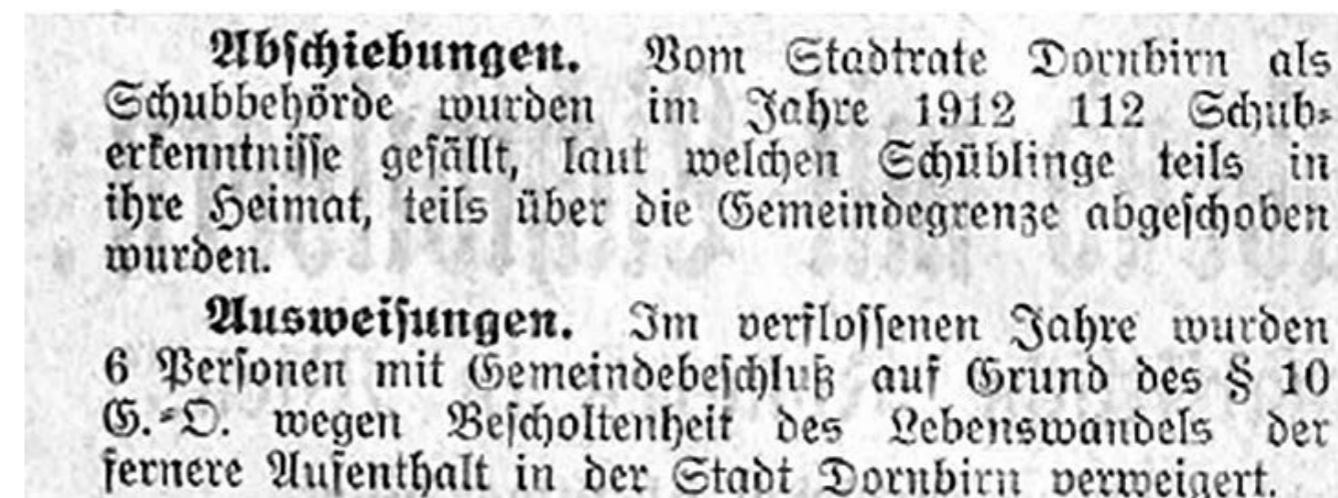 Abschiebungen. Vom Stadtrate Dornbirn als
Schubbehörde wurden im Jahre 1912 112 Schub-
erkenntnisse gefällt, laut welchen Schüblinge teils in
ihre Heimat, teils über die Gemeindegrenze abgeschoben
wurden.
Ausweisungen. Im verflossenen Jahre wurden
6 Personen mit Gemeindebeschluß auf Grund des § 10
G.-O. wegen Bescholtenheit des Lebenswandels der
fernere Aufenthalt in der Stadt Dornbirn verweigert.